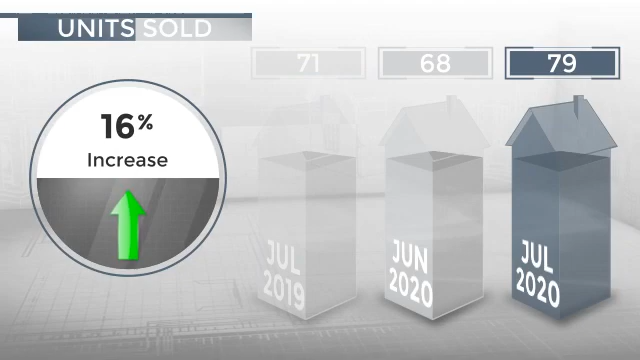 UNITS SOLD
71
68
79
16%
Increase
JUL
2019
JUN
2020
JUL
2020